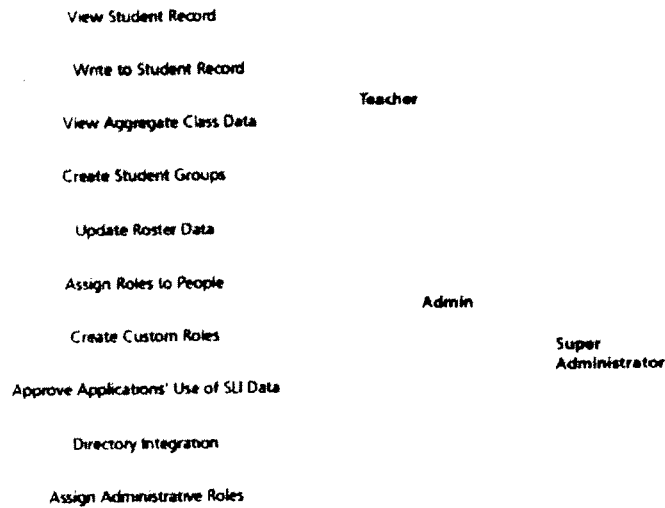 View Student Record
Write to Student Record
Teacher
View Aggregate Class Data
Create Student Groups
Update Roster Data
Assign Roles to People
Admin
Create Custom Roles
Super
Administrator
Approve Applications' Use of SLI Data
Directory Integration
Assign Administrative Roles